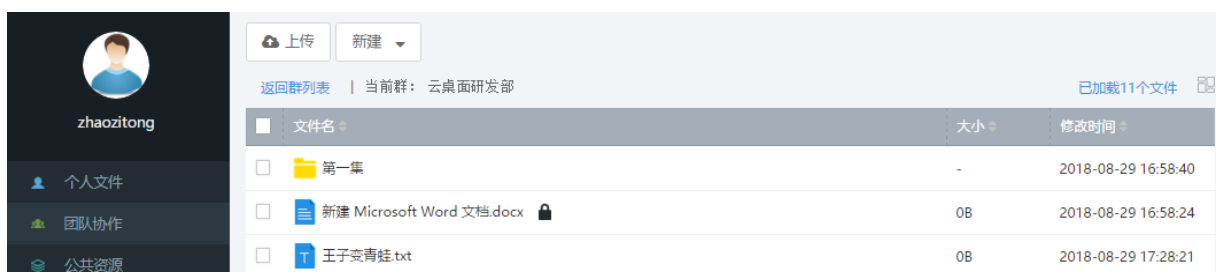 上传 新建
返回群列表 | 当前群： 云桌面研发部 已加载11个文件
zhaozitong
文件名 大小 修改时间
第一集 - 2018-08-29 16:58:40
个人文件
新建 Microsoft Word 文档.docx 0B 2018-08-29 16:58:24
团队协作
王子变青蛙.txt 0B 2018-08-29 17:28:21
公共资源